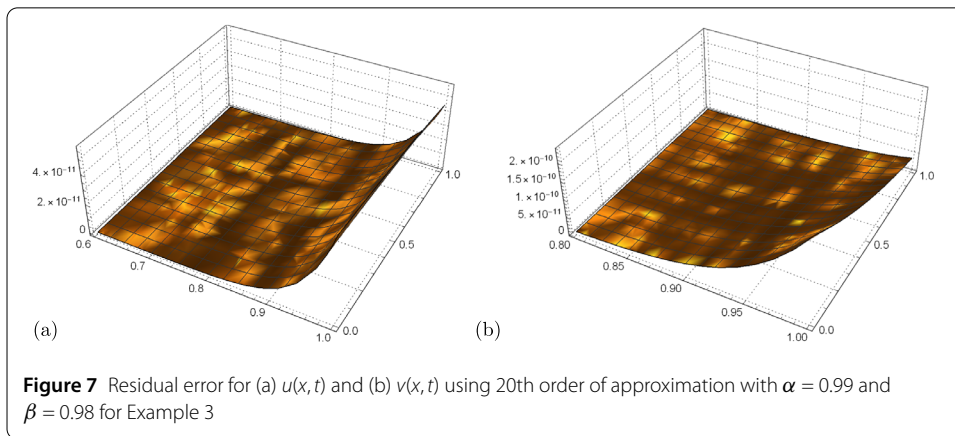 4. × 10⁻¹¹
2. × 10⁻¹¹
0
0.6
0.7
0.8
0.9
1.0
0.0
0.5
1.0
(a)
2. × 10⁻¹⁰
1.5 × 10⁻¹⁰
1. × 10⁻¹⁰
5. × 10⁻¹¹
0
0.80
0.85
0.90
0.95
1.00
0.0
0.5
1.0
(b)
Figure 7 Residual error for (a) u(x, t) and (b) v(x, t) using 20th order of approximation with α = 0.99 and
β = 0.98 for Example 3